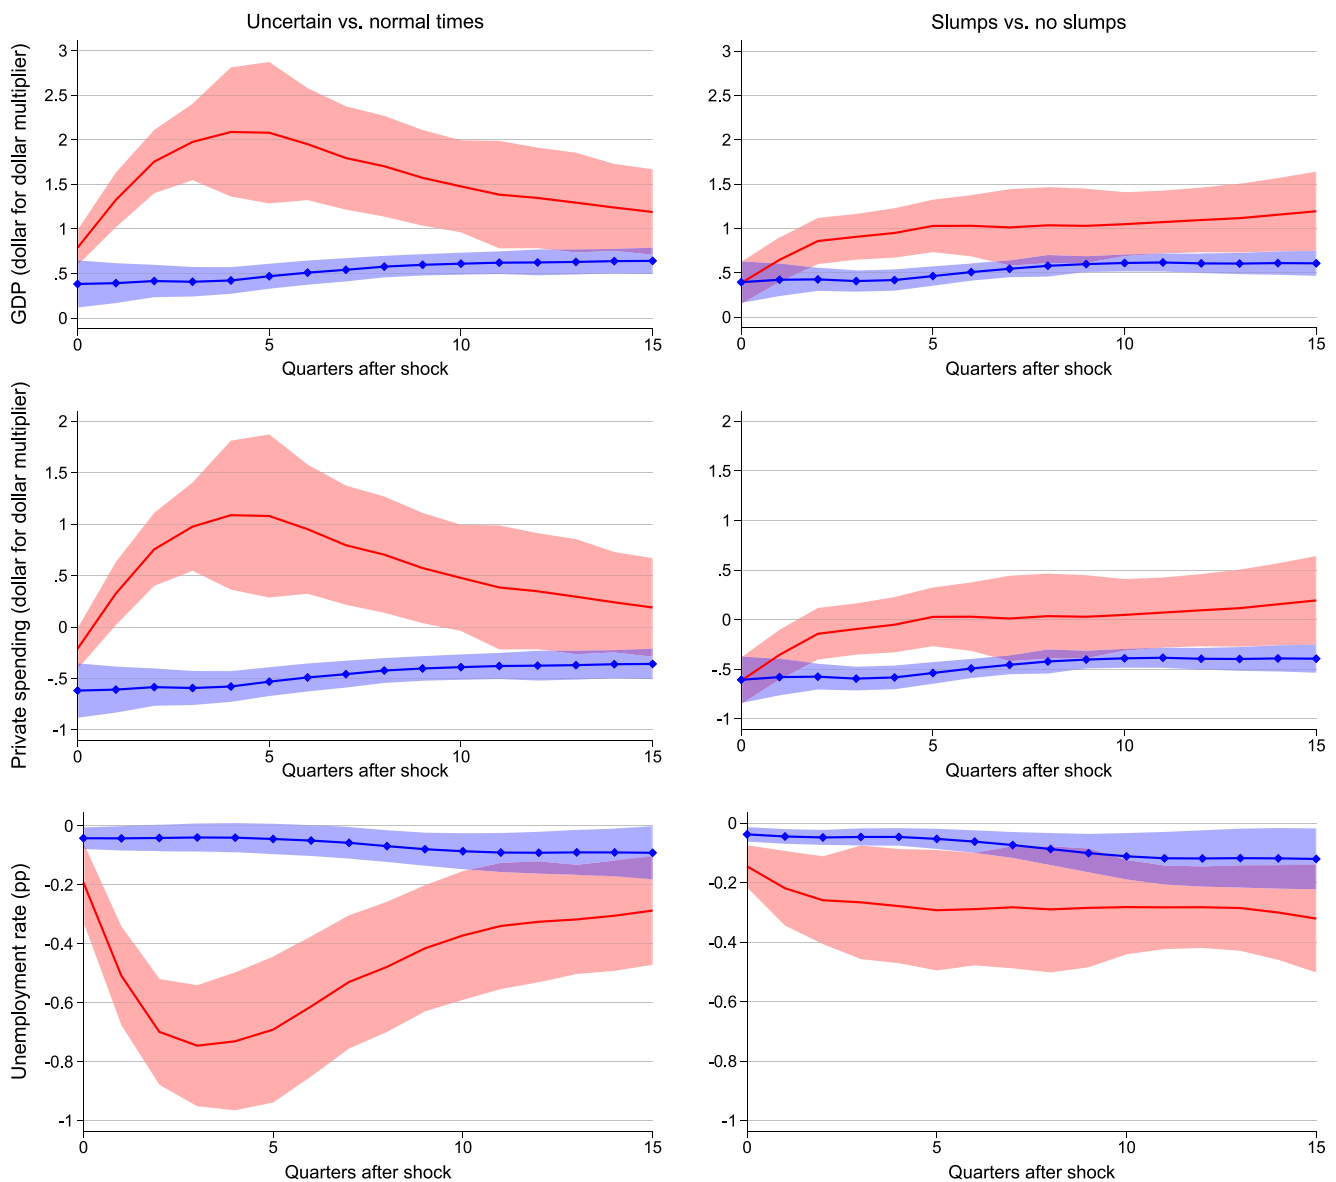 Uncertain vs. normal times
Slumps vs. no slumps
GDP (dollar for dollar multiplier)
3
2.5
2
1.5
1
.5
0
0 5 10 15
Quarters after shock
3
2.5
2
1.5
1
.5
0
0 5 10 15
Quarters after shock
Private spending (dollar for dollar multiplier)
2
1.5
1
.5
0
-.5
-1
0 5 10 15
Quarters after shock
2
1.5
1
.5
0
-.5
-1
0 5 10 15
Quarters after shock
Unemployment rate (pp)
0
-0.2
-0.4
-0.6
-0.8
-1
0 5 10 15
Quarters after shock
0
-0.2
-0.4
-0.6
-0.8
-1
0 5 10 15
Quarters after shock